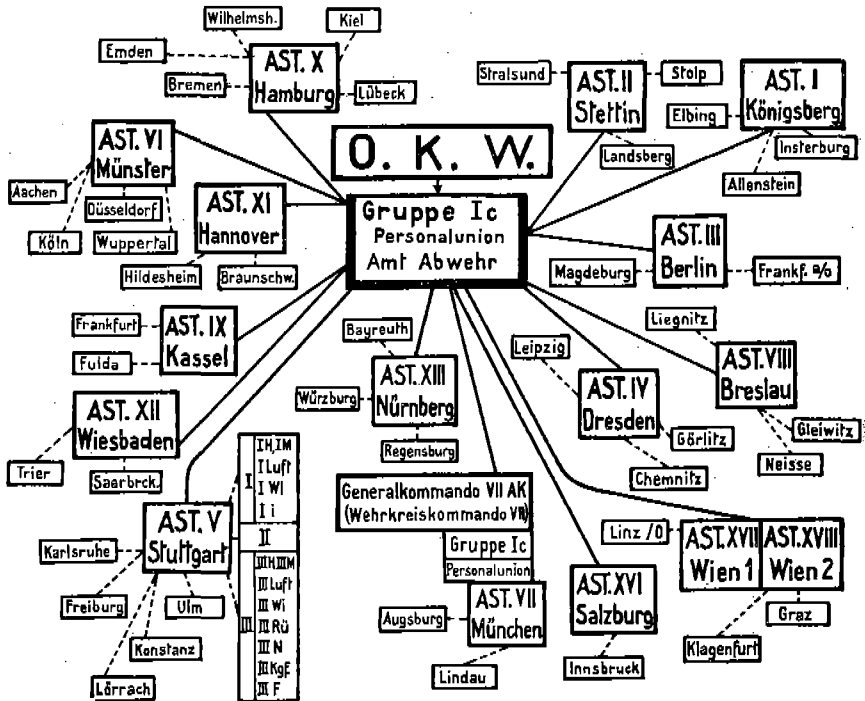 Wilhelmsh.
Kiel
Emden
AST. X
Hamburg
Bremen
Lübeck
Stralsund
AST. II
Stettin
Stolp
Landsberg
AST. I
Königsberg
Elbing
Insterburg
Allenstein
O. K. W.
Gruppe Ic
Personalunion
Amt Abwehr
AST. VI
Münster
Aachen
Düsseldorf
Köln
Wuppertal
AST. XI
Hannover
Hildesheim
Braunschw.
AST. III
Berlin
Magdeburg
Frankf. a/O
AST. IX
Kassel
Frankfurt
Fulda
Bayreuth
AST. XIII
Nürnberg
Würzburg
Regensburg
Leipzig
AST. IV
Dresden
Görlitz
Chemnitz
Liegnitz
AST. VIII
Breslau
Gleiwitz
Neisse
AST. XII
Wiesbaden
Trier
Saarbrck.
AST. V
Stuttgart
Karlsruhe
Freiburg
Ulm
Konstanz
Lörrach
I
I H, I M
I Luft
I Wi
I i
II
III
III H, III M
III Luft
III Wi
III Rü
III N
III KgF
III F
Generalkommando VII AK
(Wehrkreiskommando VII)
Gruppe Ic
Personalunion
AST. VII
München
Augsburg
Lindau
AST. XVI
Salzburg
Innsbruck
Linz /D
AST. XVII
Wien 1
AST. XVIII
Wien 2
Klagenfurt
Graz